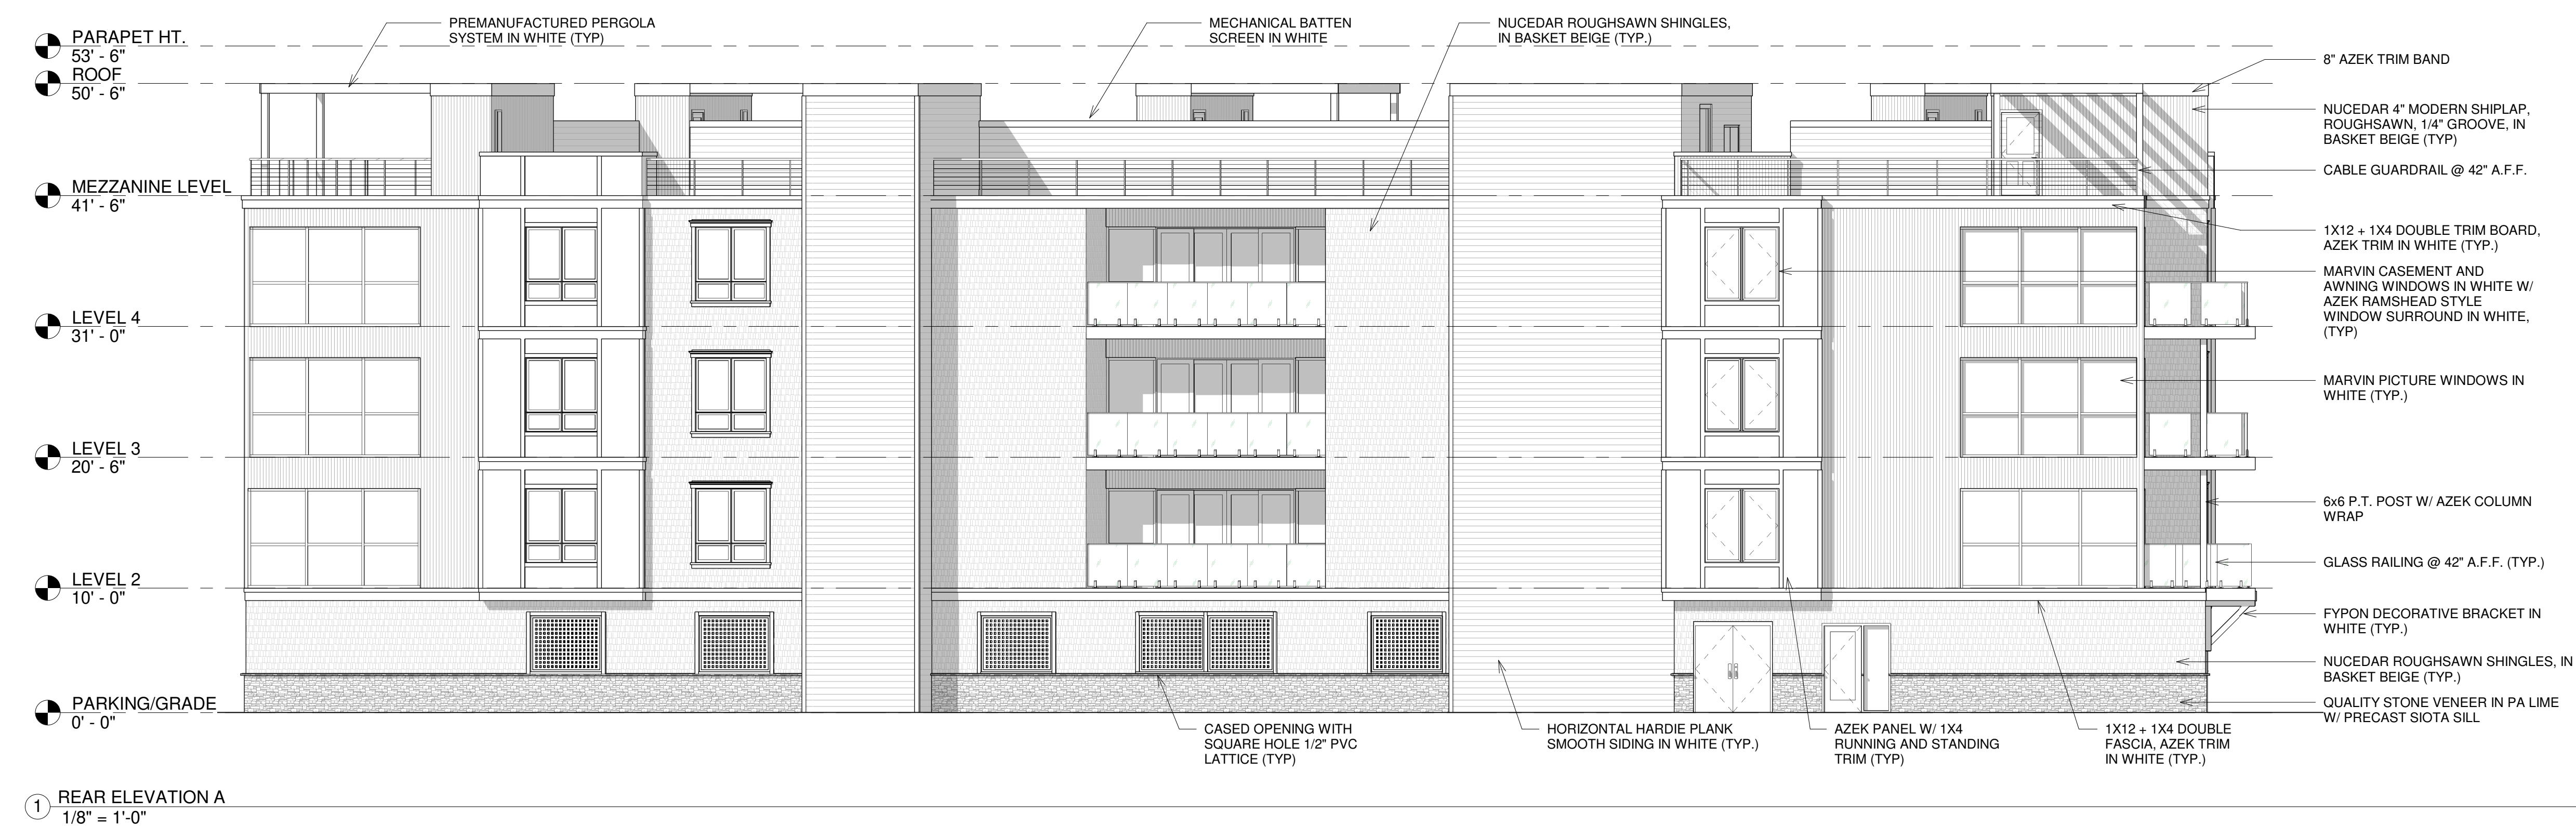 PREMANUFACTURED PERGOLA
SYSTEM IN WHITE (TYP)
MECHANICAL BATTEN
SCREEN IN WHITE
NUCEDAR ROUGHSAWN SHINGLES,
IN BASKET BEIGE (TYP.)
PARAPET HT.
53' - 6"
ROOF
50' - 6"
MEZZANINE LEVEL
41' - 6"
LEVEL 4
31' - 0"
LEVEL 3
20' - 6"
LEVEL 2
10' - 0"
PARKING/GRADE
0' - 0"
8" AZEK TRIM BAND
NUCEDAR 4" MODERN SHIPLAP,
ROUGHSAWN, 1/4" GROOVE, IN
BASKET BEIGE (TYP)
CABLE GUARDRAIL @ 42" A.F.F.
1X12 + 1X4 DOUBLE TRIM BOARD,
AZEK TRIM IN WHITE (TYP.)
MARVIN CASEMENT AND
AWNING WINDOWS IN WHITE W/
AZEK RAMSHEAD STYLE
WINDOW SURROUND IN WHITE,
(TYP)
MARVIN PICTURE WINDOWS IN
WHITE (TYP.)
6x6 P.T. POST W/ AZEK COLUMN
WRAP
GLASS RAILING @ 42" A.F.F. (TYP.)
FYPON DECORATIVE BRACKET IN
WHITE (TYP.)
NUCEDAR ROUGHSAWN SHINGLES, IN
BASKET BEIGE (TYP.)
QUALITY STONE VENEER IN PA LIME
W/ PRECAST SIOTA SILL
CASED OPENING WITH
SQUARE HOLE 1/2" PVC
LATTICE (TYP)
HORIZONTAL HARDIE PLANK
SMOOTH SIDING IN WHITE (TYP.)
AZEK PANEL W/ 1X4
RUNNING AND STANDING
TRIM (TYP)
1X12 + 1X4 DOUBLE
FASCIA, AZEK TRIM
IN WHITE (TYP.)
1
REAR ELEVATION A
1/8" = 1'-0"